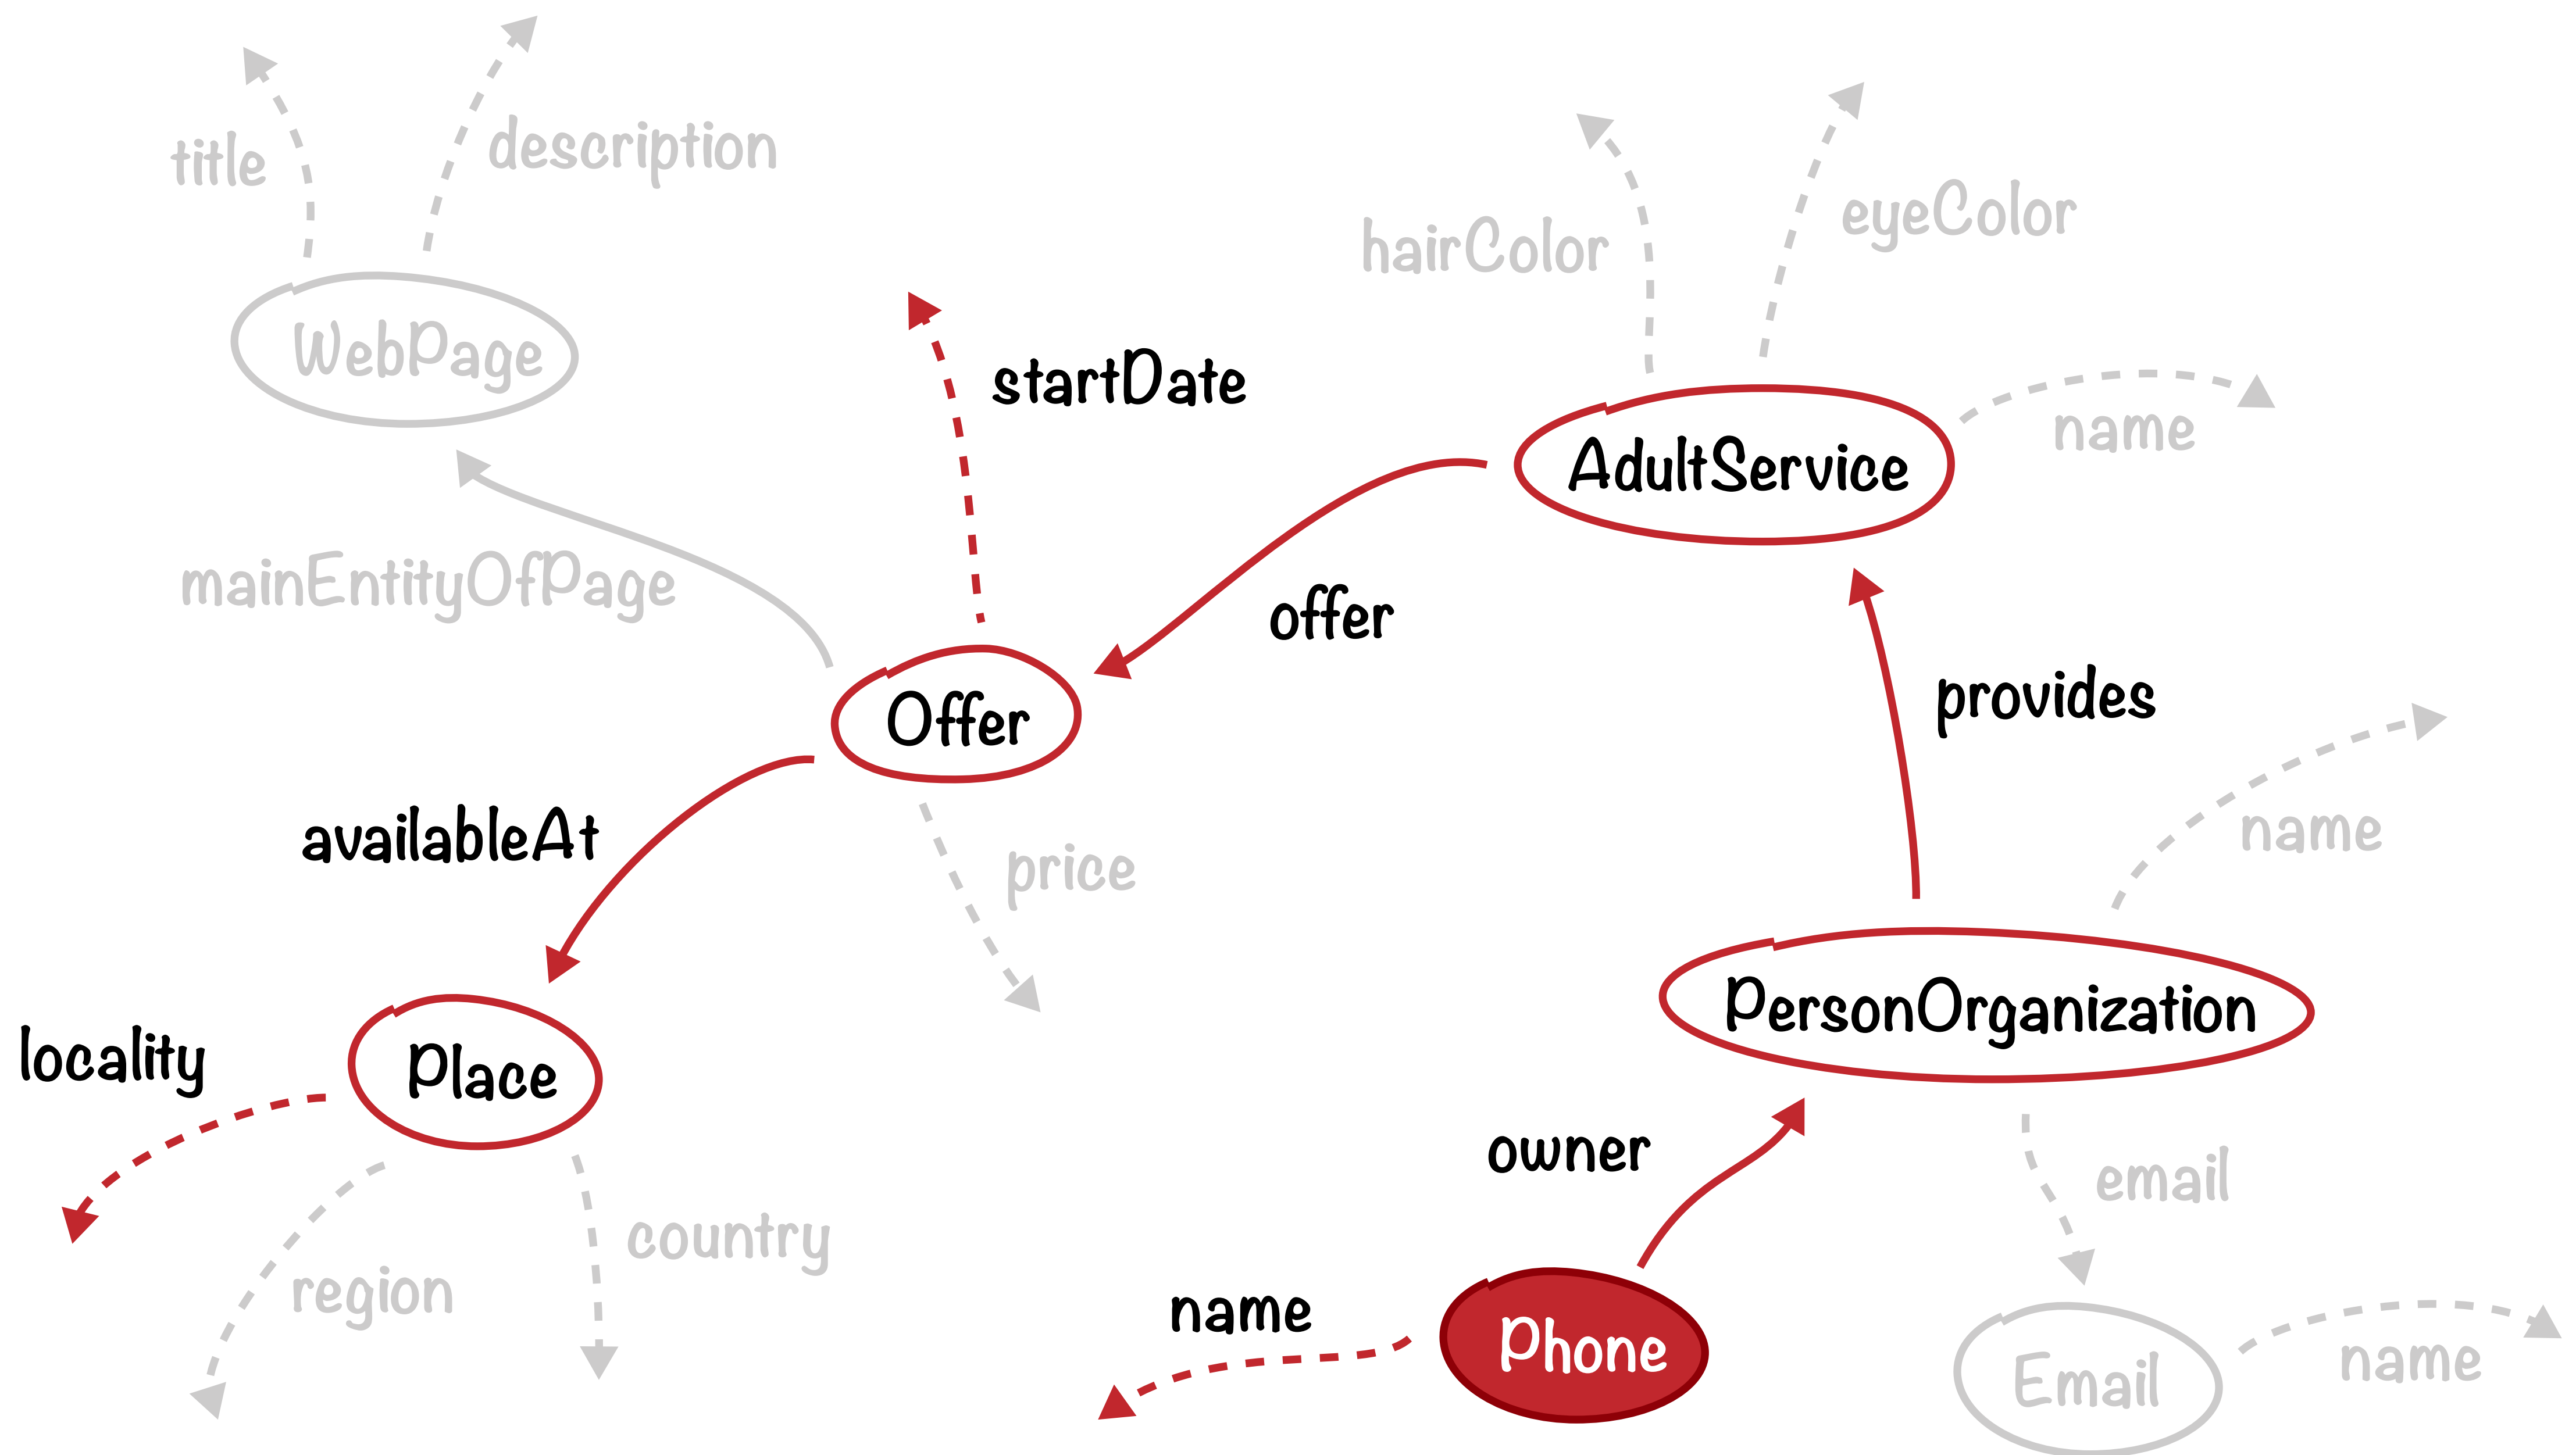 title
description
hairColor
eyeColor
WebPage
startDate
name
AdultService
mainEntityOfPage
offer
provides
Offer
availableAt
price
name
PersonOrganization
locality
Place
owner
email
country
region
name
Phone
Email
name